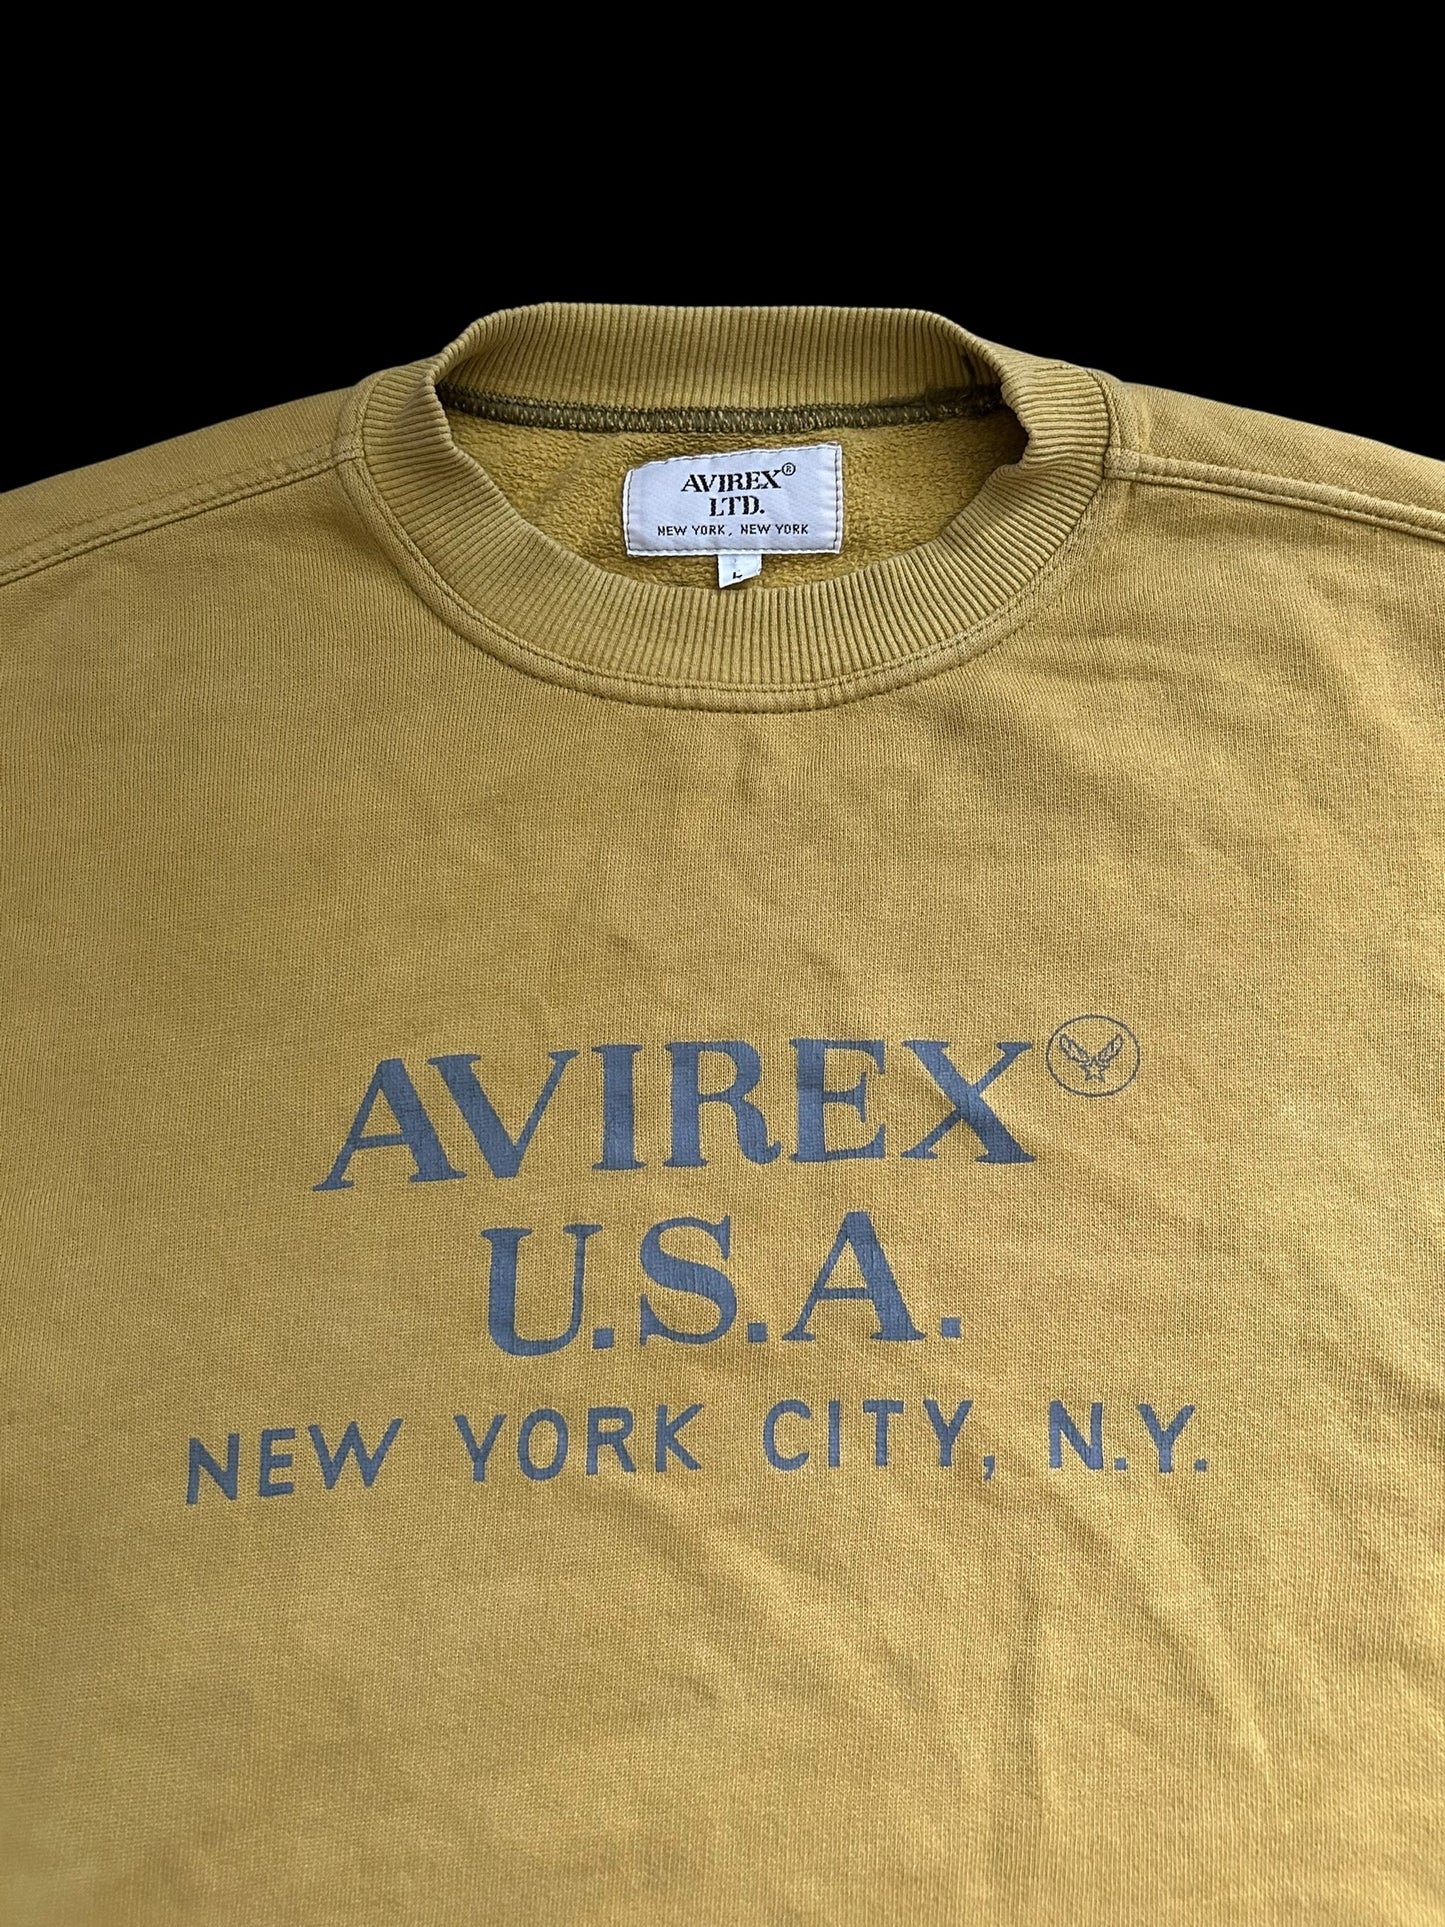 AVIREX®
LTD.
NEW YORK, NEW YORK
L
AVIREX
U.S.A.
NEW YORK CITY, N.Y.